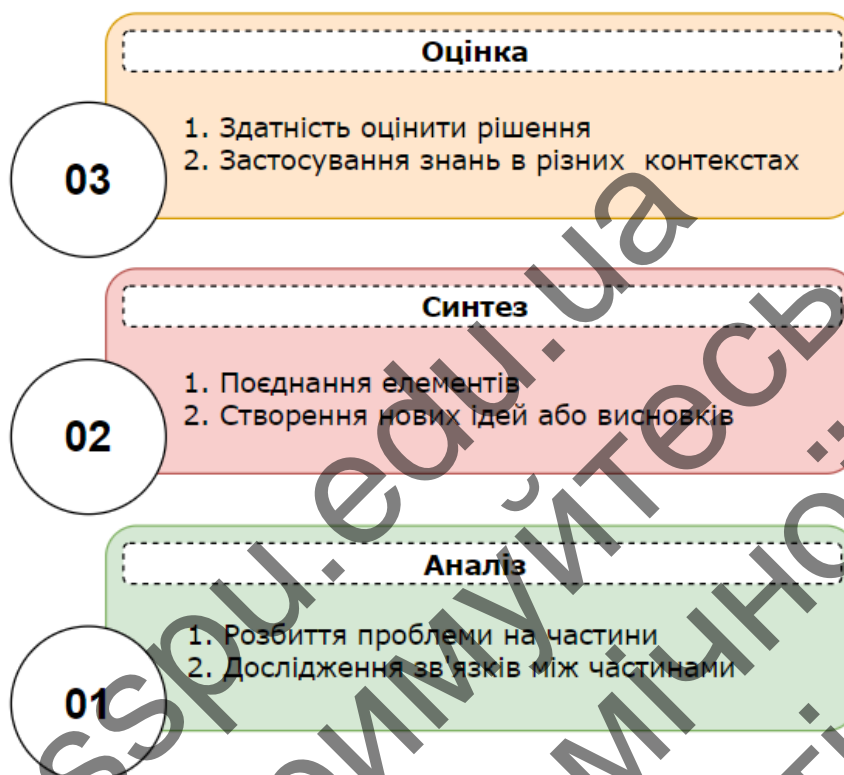 Оцінка
1. Здатність оцінити рішення
2. Застосування знань в різних контекстах
03
Синтез
1. Поєднання елементів
2. Створення нових ідей або висновків
02
Аналіз
1. Розбиття проблеми на частини
2. Дослідження зв'язків між частинами
01
sspu.edu.ua